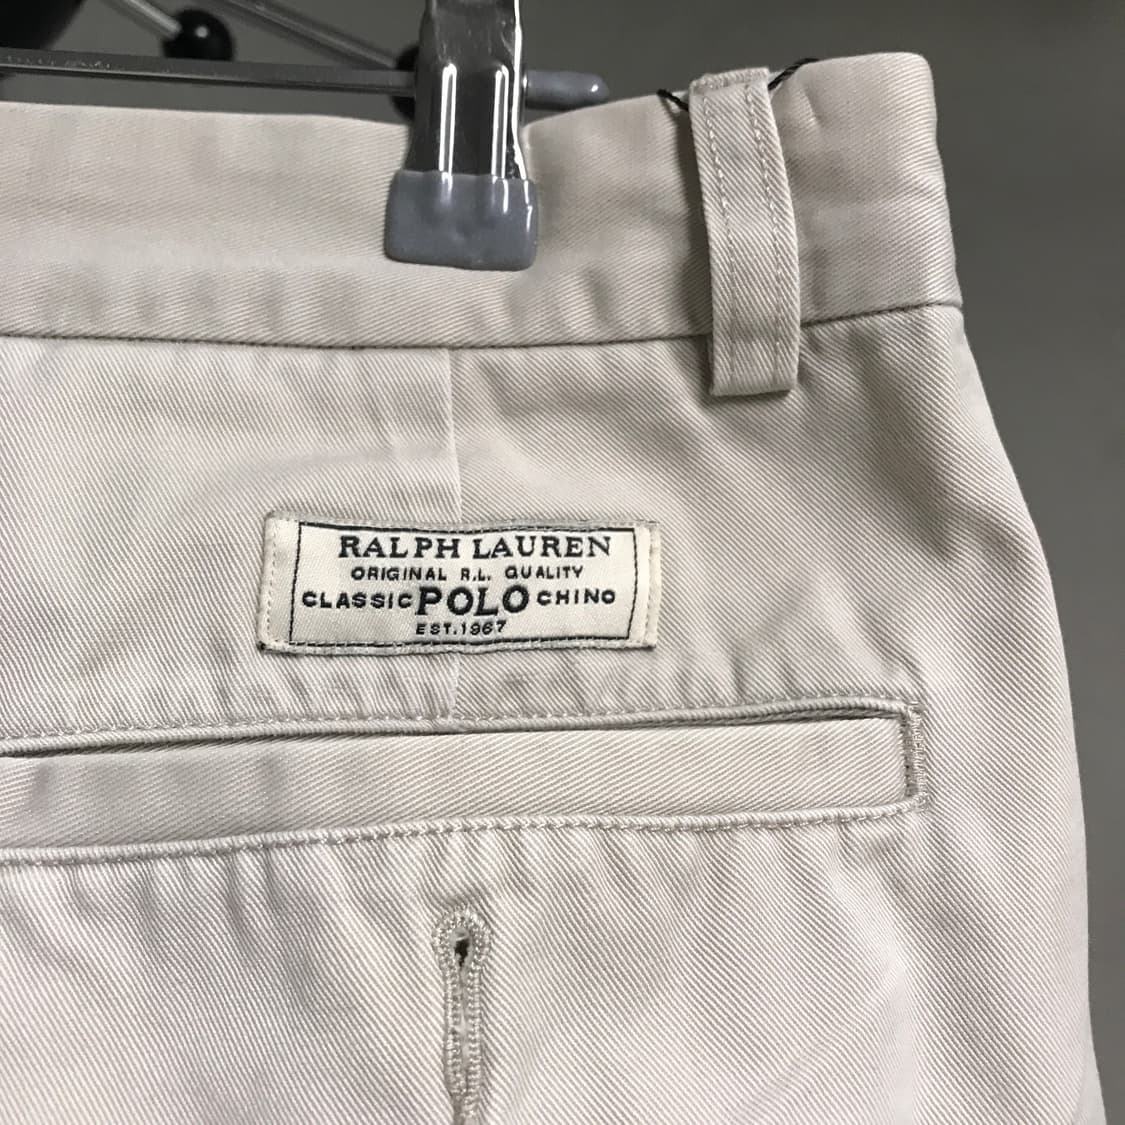 RALPH LAUREN
ORIGINAL R.L. QUALITY
CLASSIC POLO CHINO
EST.1967